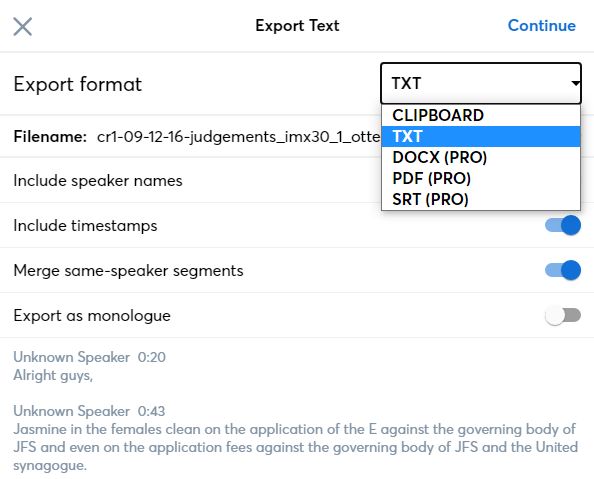 Export Text
Continue
Export format
TXT
CLIPBOARD
TXT
DOCX (PRO)
PDF (PRO)
SRT (PRO)
Filename: cr1-09-12-16-judgements_imx30_1_otte
Include speaker names
Include timestamps
Merge same-speaker segments
Export as monologue
Unknown Speaker 0:20
Alright guys,
Unknown Speaker 0:43
Jasmine in the females clean on the application of the E against the governing body of
JFS and even on the application fees against the governing body of JFS and the United
synagogue.